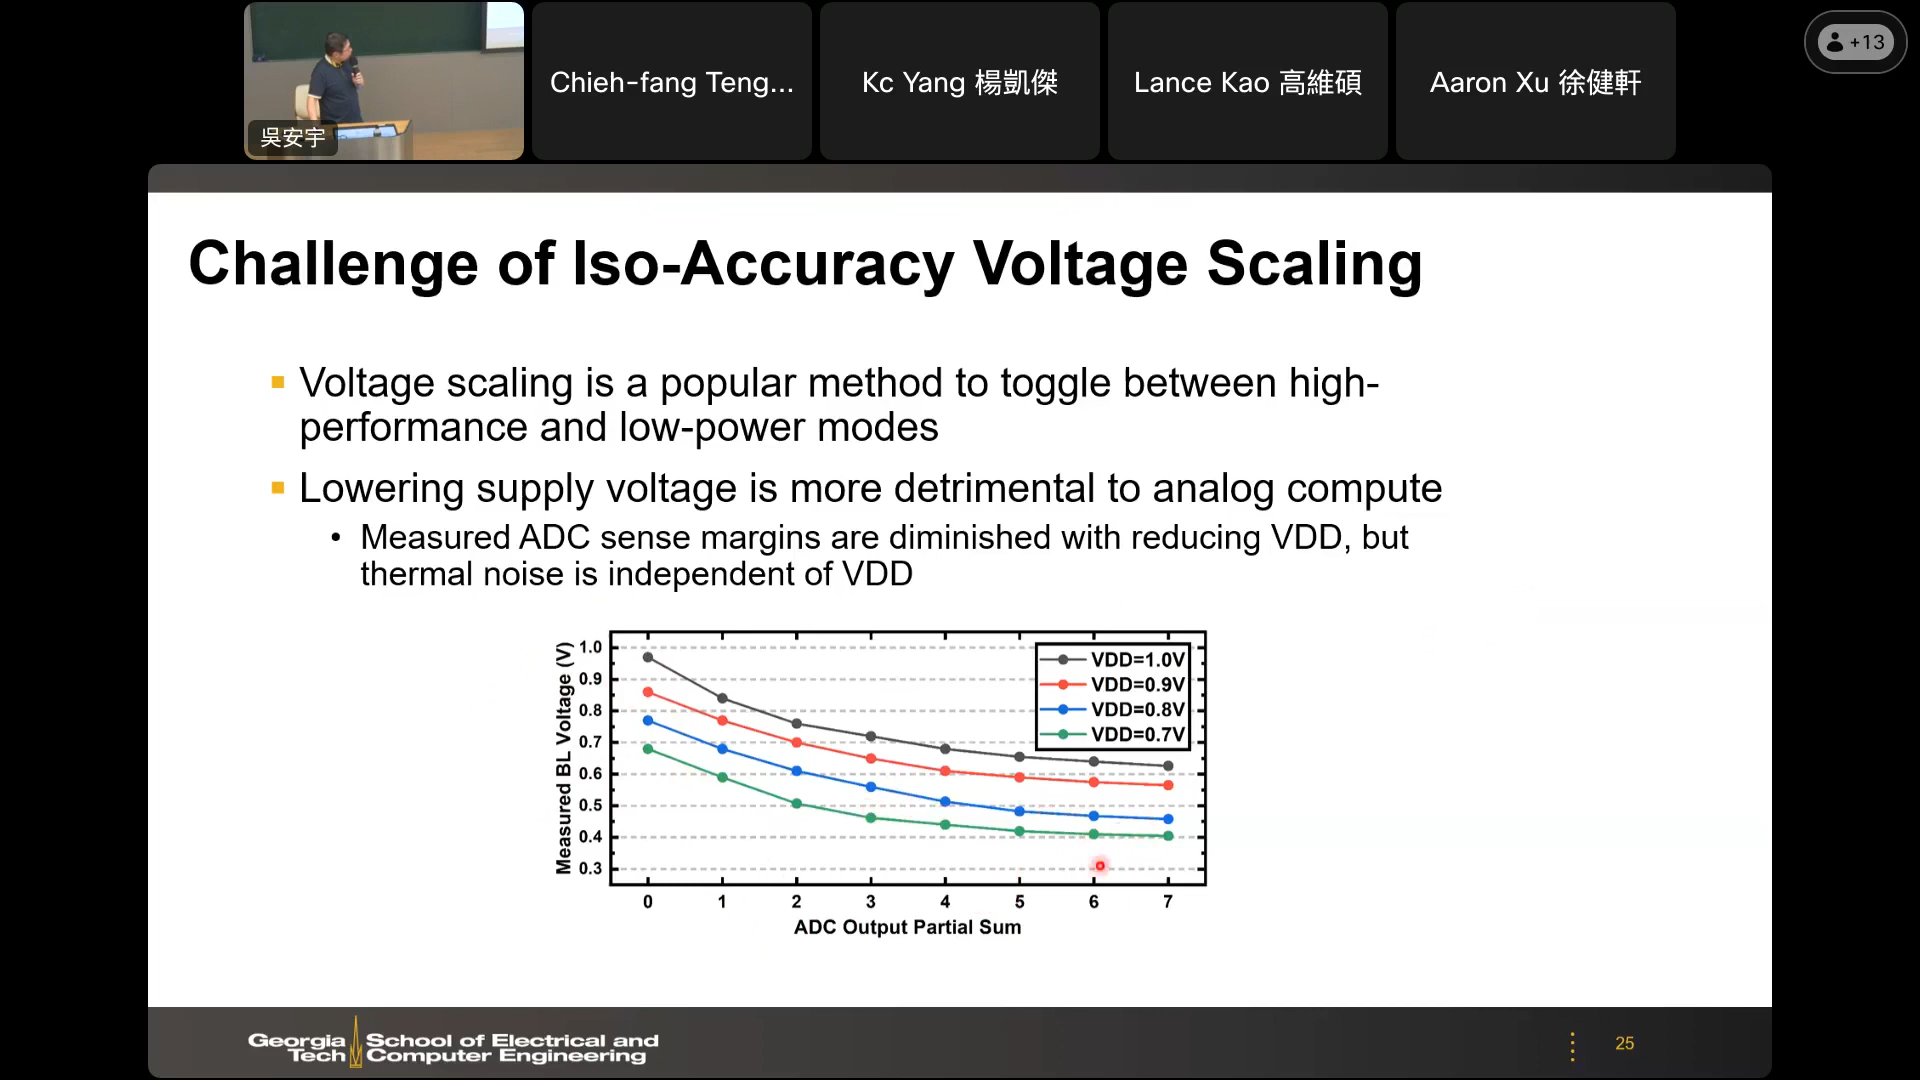 吳安宇
Chieh-fang Teng...
Kc Yang 楊凱傑
Lance Kao 高維碩
Aaron Xu 徐健軒
+13
Challenge of Iso-Accuracy Voltage Scaling
Voltage scaling is a popular method to toggle between high-
performance and low-power modes
Lowering supply voltage is more detrimental to analog compute
• Measured ADC sense margins are diminished with reducing VDD, but
thermal noise is independent of VDD
Measured BL Voltage (V)
1.0
0.9
0.8
0.7
0.6
0.5
0.4
0.3
VDD=1.0V
VDD=0.9V
VDD=0.8V
VDD=0.7V
0 1 2 3 4 5 6 7
ADC Output Partial Sum
Georgia School of Electrical and
Tech Computer Engineering
25